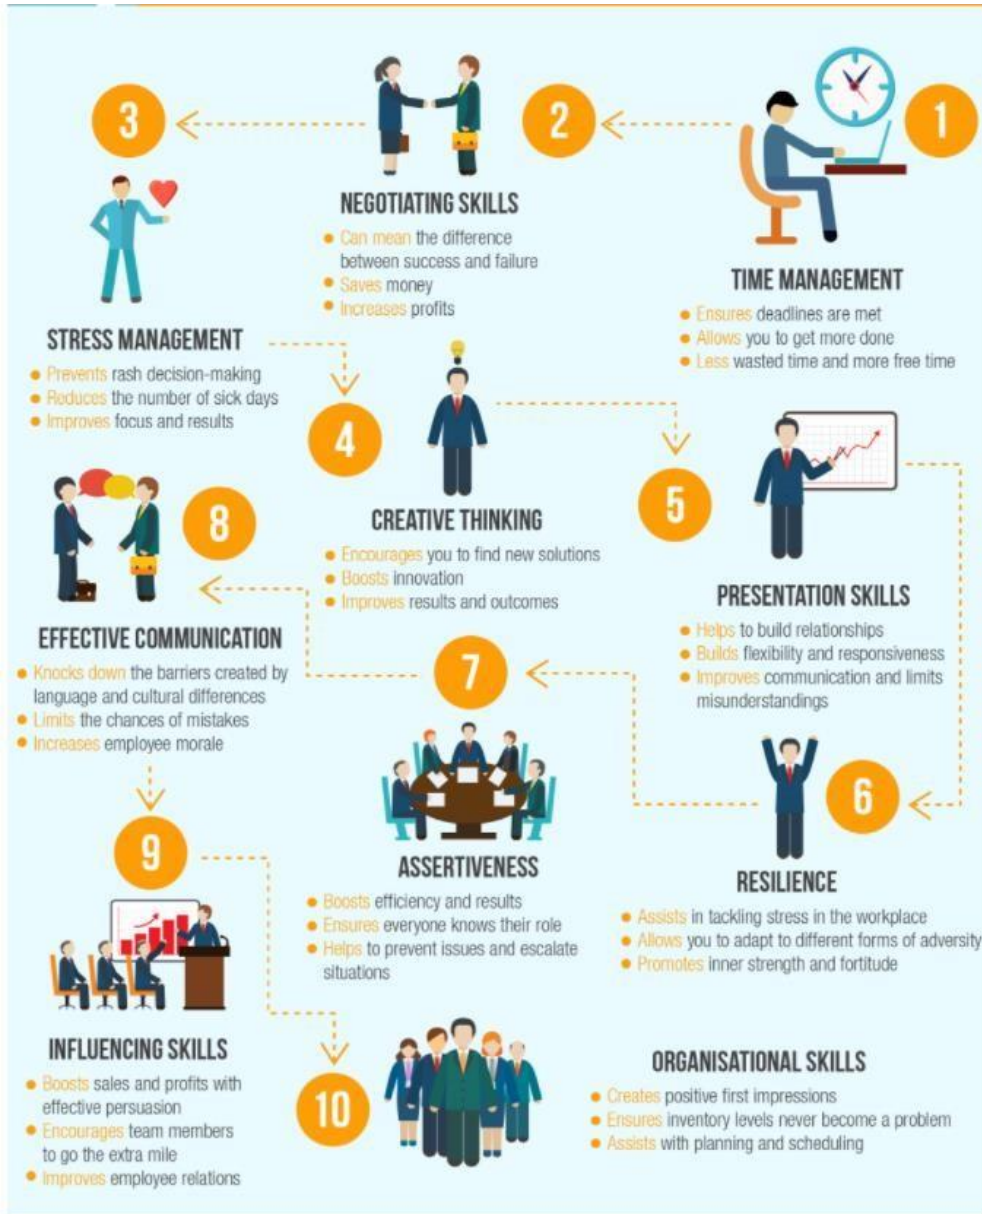 1
TIME MANAGEMENT
Ensures deadlines are met
Allows you to get more done
Less wasted time and more free time
2
NEGOTIATING SKILLS
Can mean the difference
between success and failure
Saves money
Increases profits
3
STRESS MANAGEMENT
Prevents rash decision-making
Reduces the number of sick days
Improves focus and results
4
CREATIVE THINKING
Encourages you to find new solutions
Boosts innovation
Improves results and outcomes
5
PRESENTATION SKILLS
Helps to build relationships
Builds flexibility and responsiveness
Improves communication and limits
misunderstandings
6
RESILIENCE
Assists in tackling stress in the workplace
Allows you to adapt to different forms of adversity
Promotes inner strength and fortitude
7
ASSERTIVENESS
Boosts efficiency and results
Ensures everyone knows their role
Helps to prevent issues and escalate
situations
8
EFFECTIVE COMMUNICATION
Knocks down the barriers created by
language and cultural differences
Limits the chances of mistakes
Increases employee morale
9
INFLUENCING SKILLS
Boosts sales and profits with
effective persuasion
Encourages team members
to go the extra mile
Improves employee relations
10
ORGANISATIONAL SKILLS
Creates positive first impressions
Ensures inventory levels never become a problem
Assists with planning and scheduling